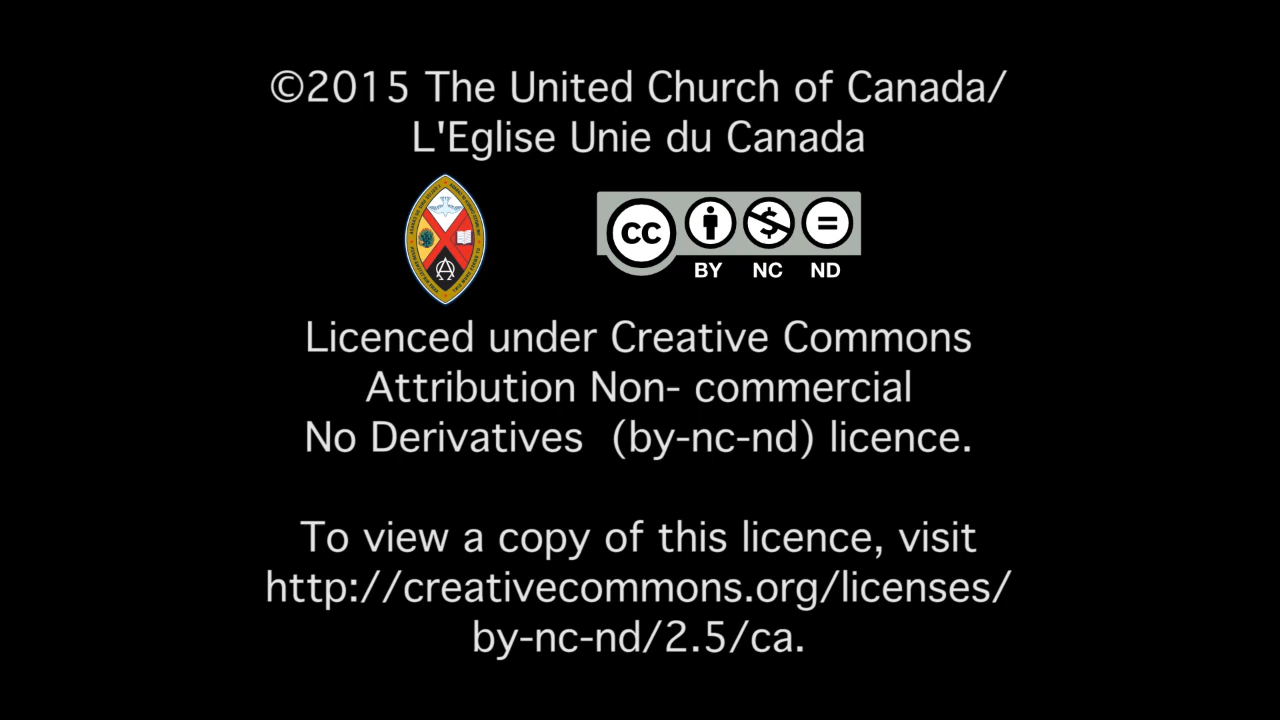 ©2015 The United Church of Canada/
L'Eglise Unie du Canada
CC
BY NC ND
Licenced under Creative Commons
Attribution Non- commercial
No Derivatives (by-nc-nd) licence.
To view a copy of this licence, visit
http://creativecommons.org/licenses/
by-nc-nd/2.5/ca.